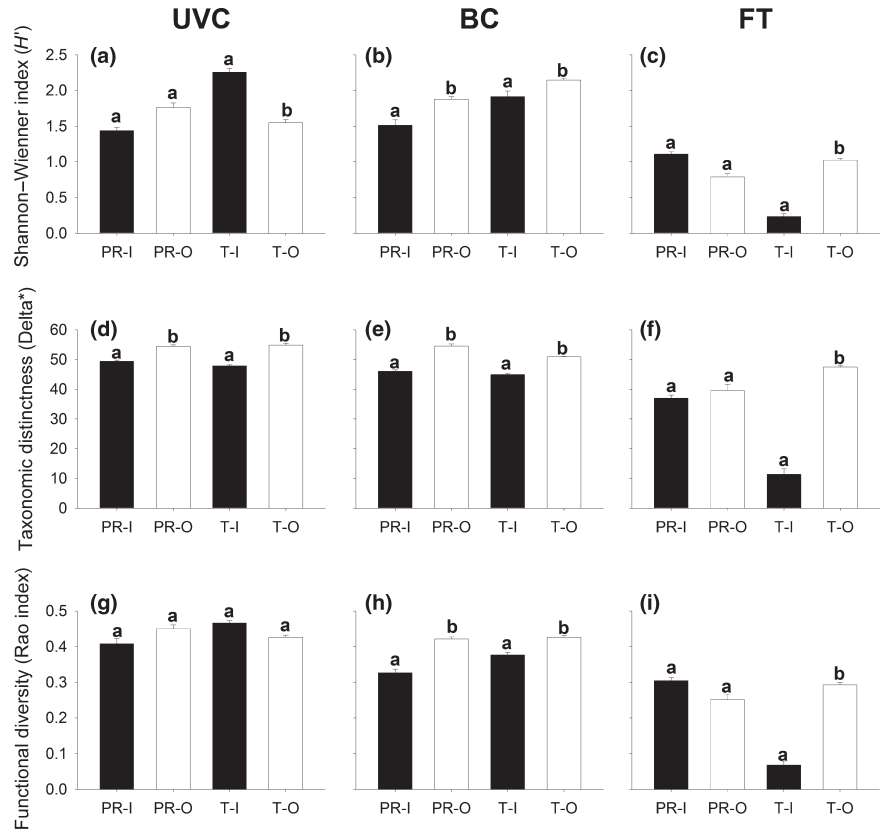 UVC BC FT
Shannon–Wienner index (H')
(a) (b) (c)
2.5
2.0
1.5
1.0
0.5
0.0
a a a b
a b a b
a a a b
PR-I PR-O T-I T-O
PR-I PR-O T-I T-O
PR-I PR-O T-I T-O
Taxonomic distinctness (Delta*)
(d) (e) (f)
60
50
40
30
20
10
0
a b a b
a b a b
a a a b
PR-I PR-O T-I T-O
PR-I PR-O T-I T-O
PR-I PR-O T-I T-O
Functional diversity (Rao index)
(g) (h) (i)
0.5
0.4
0.3
0.2
0.1
0.0
a a a a
a b a b
a a a b
PR-I PR-O T-I T-O
PR-I PR-O T-I T-O
PR-I PR-O T-I T-O